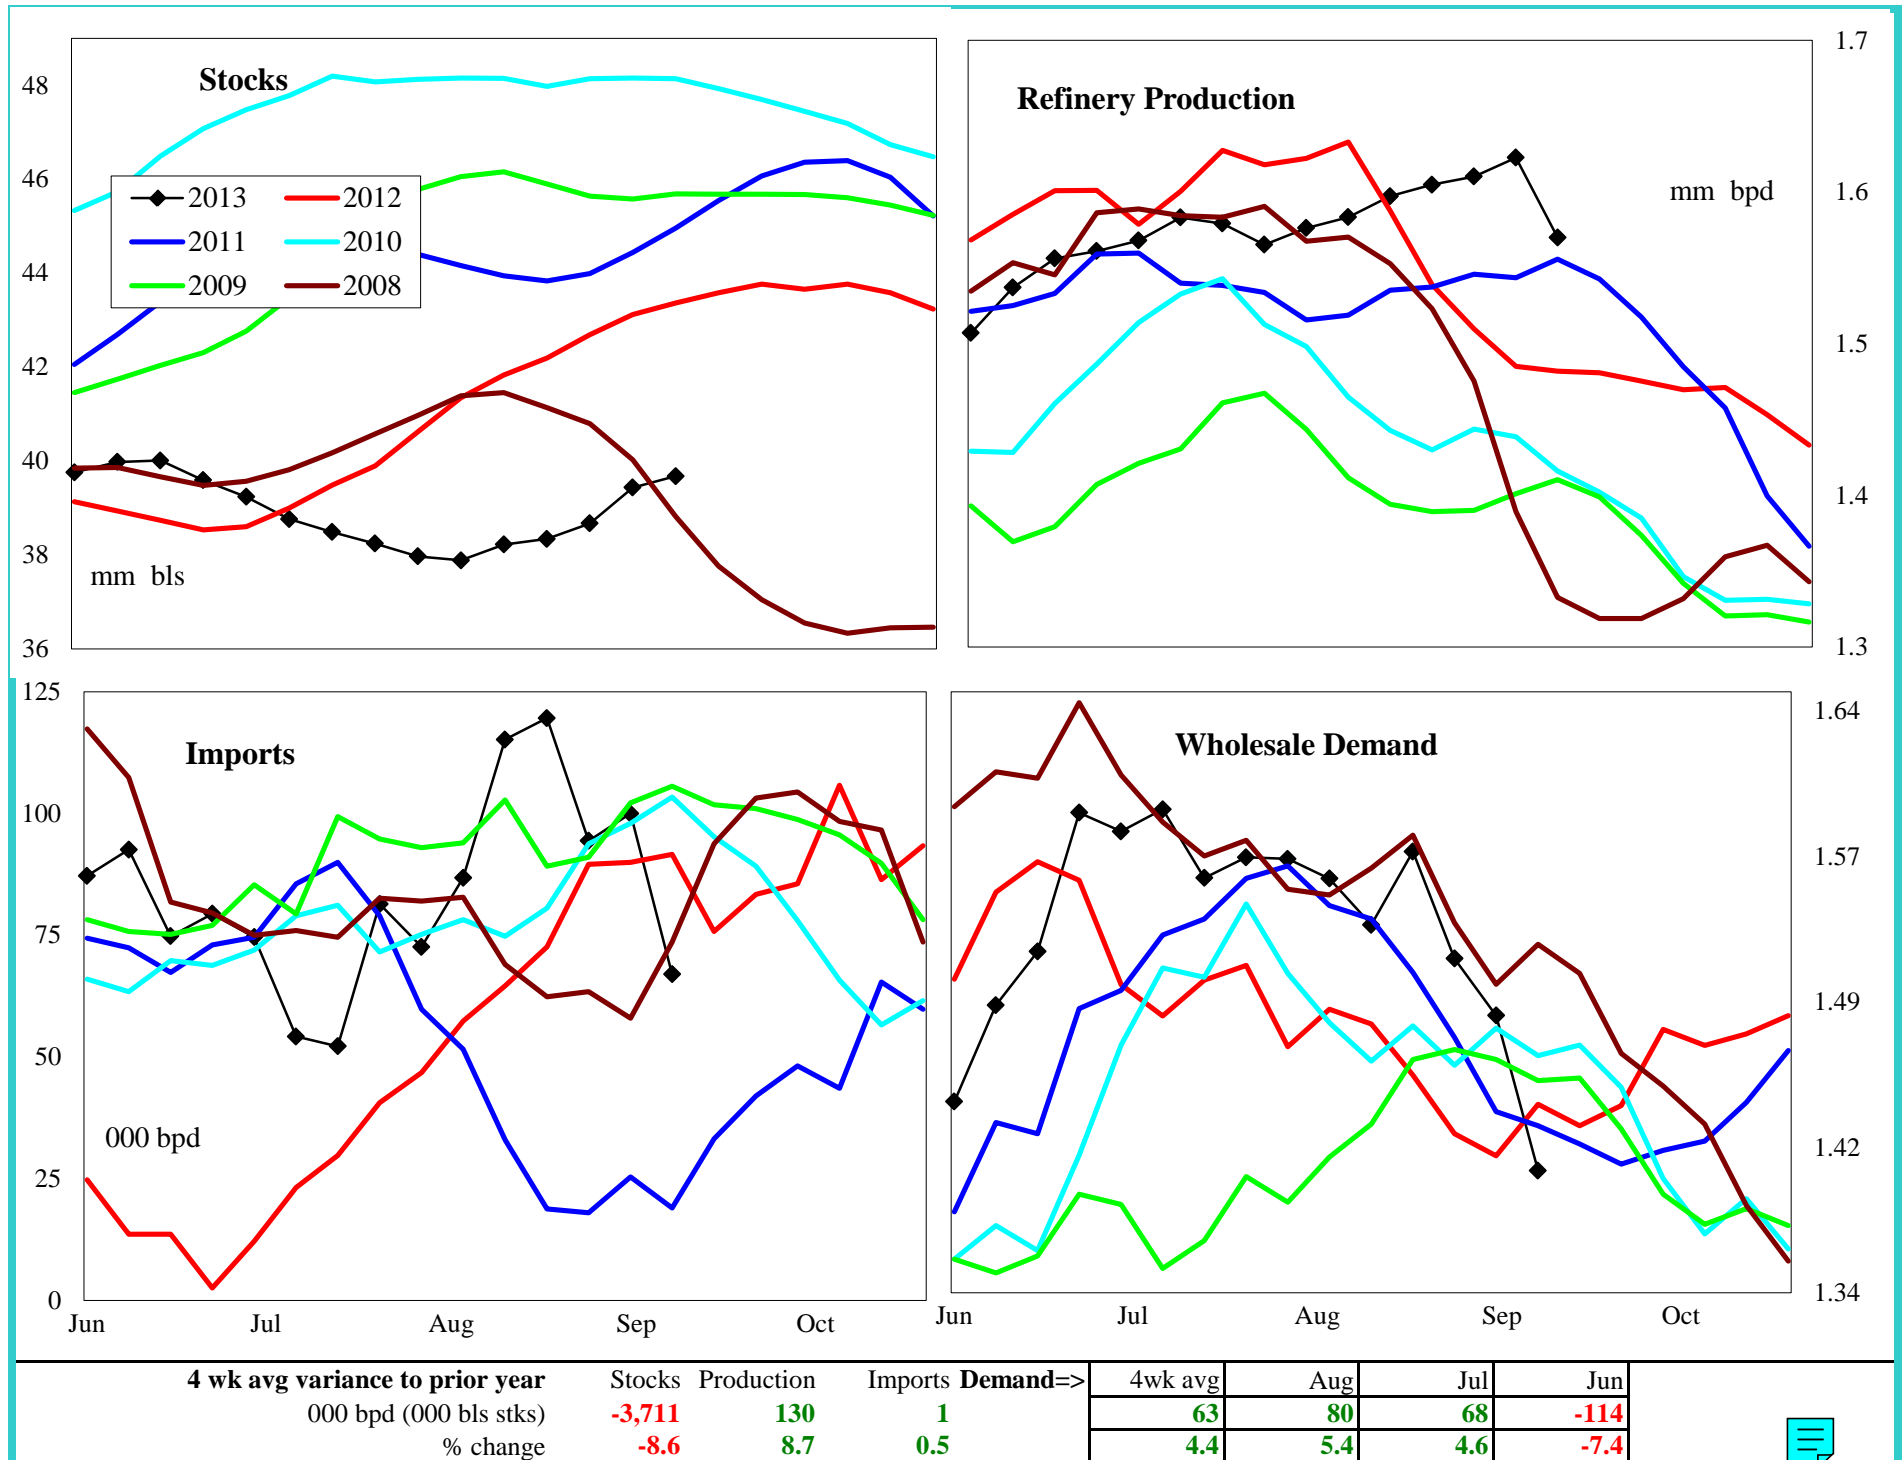 Stocks
48
46
44
42
40
38
36
2013
2012
2011
2010
2009
2008
mm bls
Refinery Production
mm bpd
1.7
1.6
1.5
1.4
1.3
125
100
75
50
25
0
Imports
000 bpd
Jun Jul Aug Sep Oct
Wholesale Demand
1.64
1.57
1.49
1.42
1.34
Jun Jul Aug Sep Oct
4 wk avg variance to prior year Stocks Production Imports Demand=> 4wk avg Aug Jul Jun
000 bpd (000 bls stks) -3,711 130 1 63 80 68 -114
% change -8.6 8.7 0.5 4.4 5.4 4.6 -7.4